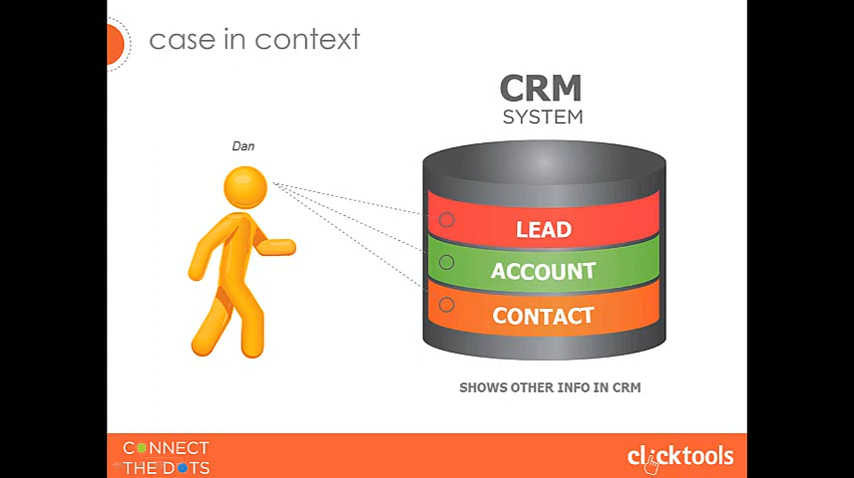 case in context
CRM
SYSTEM
Dan
LEAD
ACCOUNT
CONTACT
SHOWS OTHER INFO IN CRM
CONNECT
THE DOTS
clicktools